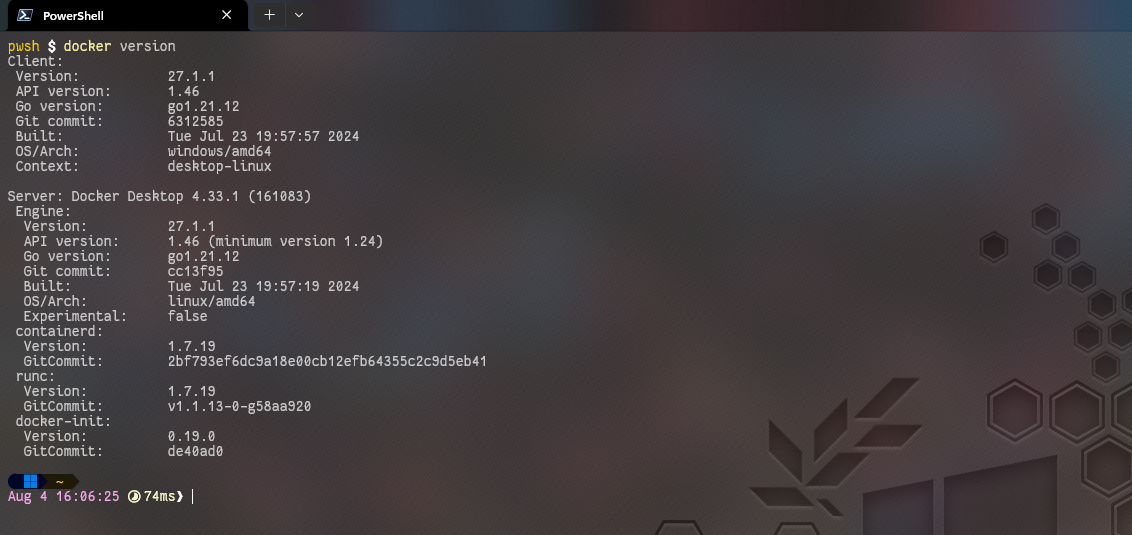 PowerShell
pwsh $ docker version
Client:
 Version:           27.1.1
 API version:       1.46
 Go version:        go1.21.12
 Git commit:        6312585
 Built:             Tue Jul 23 19:57:57 2024
 OS/Arch:           windows/amd64
 Context:           desktop-linux

Server: Docker Desktop 4.33.1 (161083)
 Engine:
  Version:          27.1.1
  API version:      1.46 (minimum version 1.24)
  Go version:       go1.21.12
  Git commit:       cc13f95
  Built:            Tue Jul 23 19:57:19 2024
  OS/Arch:          linux/amd64
  Experimental:     false
 containerd:
  Version:          1.7.19
  GitCommit:        2bf793ef6dc9a18e00cb12efb64355c2c9d5eb41
 runc:
  Version:          1.7.19
  GitCommit:        v1.1.13-0-g58aa920
 docker-init:
  Version:          0.19.0
  GitCommit:        de40ad0

~
Aug 4 16:06:25 74ms❯